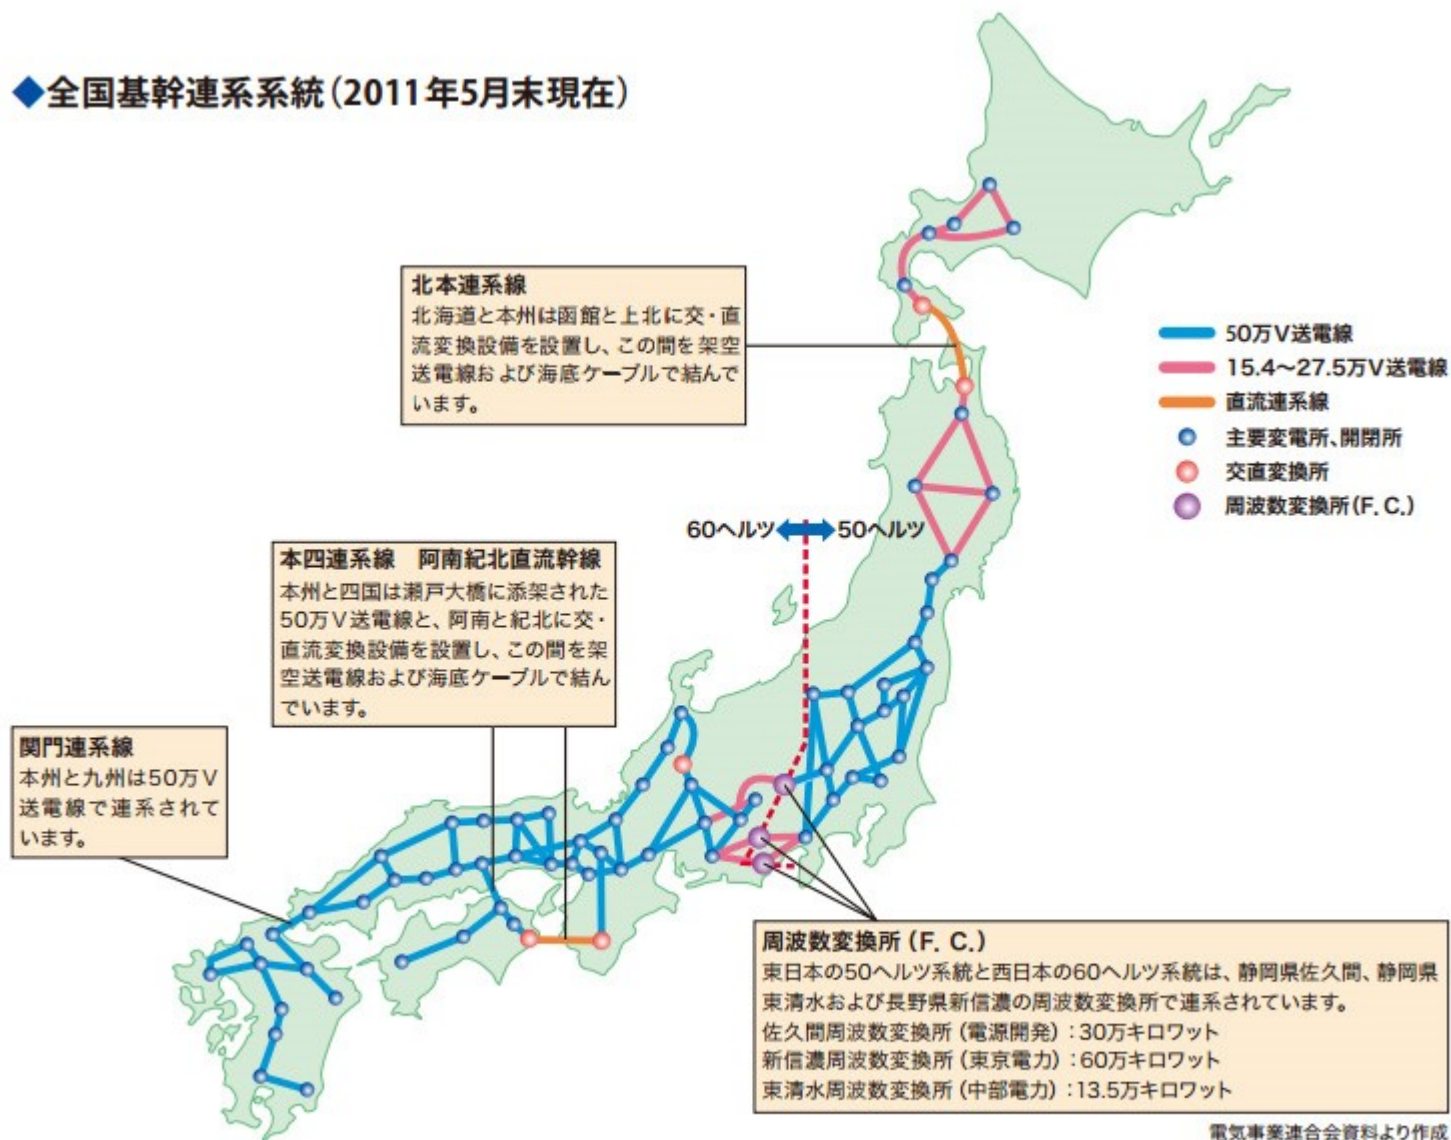 ◆全国基幹連系系統(2011年5月末現在)
北本連系線
北海道と本州は函館と上北に交・直
流変換設備を設置し、この間を架空
送電線および海底ケーブルで結んで
います。
50万V送電線
15.4〜27.5万V送電線
直流連系線
主要変電所、開閉所
交直変換所
周波数変換所(F. C.)
60ヘルツ 50ヘルツ
本四連系線 阿南紀北直流幹線
本州と四国は瀬戸大橋に添架された
50万V送電線と、阿南と紀北に交・
直流変換設備を設置し、この間を架
空送電線および海底ケーブルで結ん
でいます。
関門連系線
本州と九州は50万V
送電線で連系されて
います。
周波数変換所(F. C.)
東日本の50ヘルツ系統と西日本の60ヘルツ系統は、静岡県佐久間、静岡県
東清水および長野県新信濃の周波数変換所で連系されています。
佐久間周波数変換所(電源開発):30万キロワット
新信濃周波数変換所(東京電力):60万キロワット
東清水周波数変換所(中部電力):13.5万キロワット
電気事業連合会資料より作成